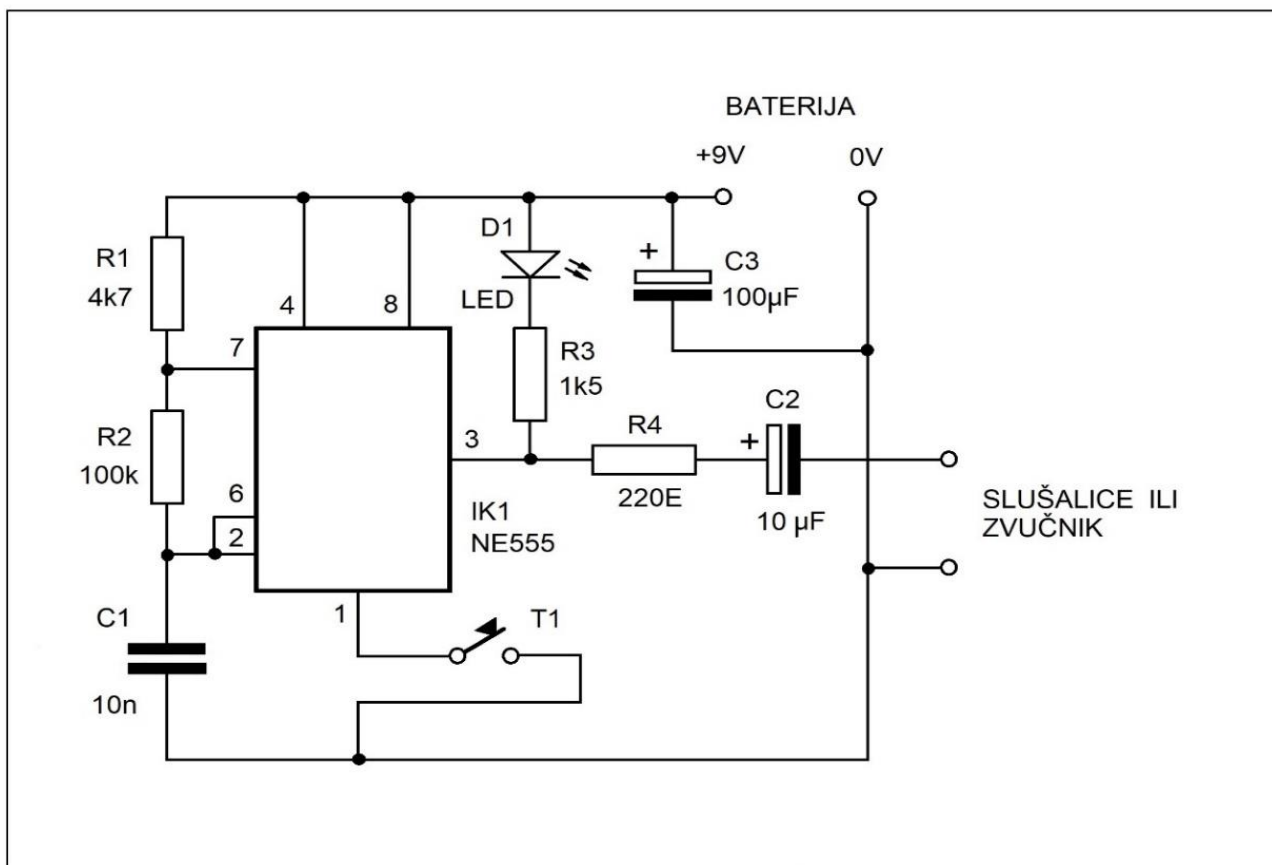 BATERIJA
+9V
0V
D1
+
C3
100µF
R1
4k7
4
8
LED
7
R3
1k5
C2
R2
100k
3
R4
+
6
2
IK1
NE555
220E
10 µF
SLUŠALICE ILI
ZVUČNIK
C1
10n
1
T1